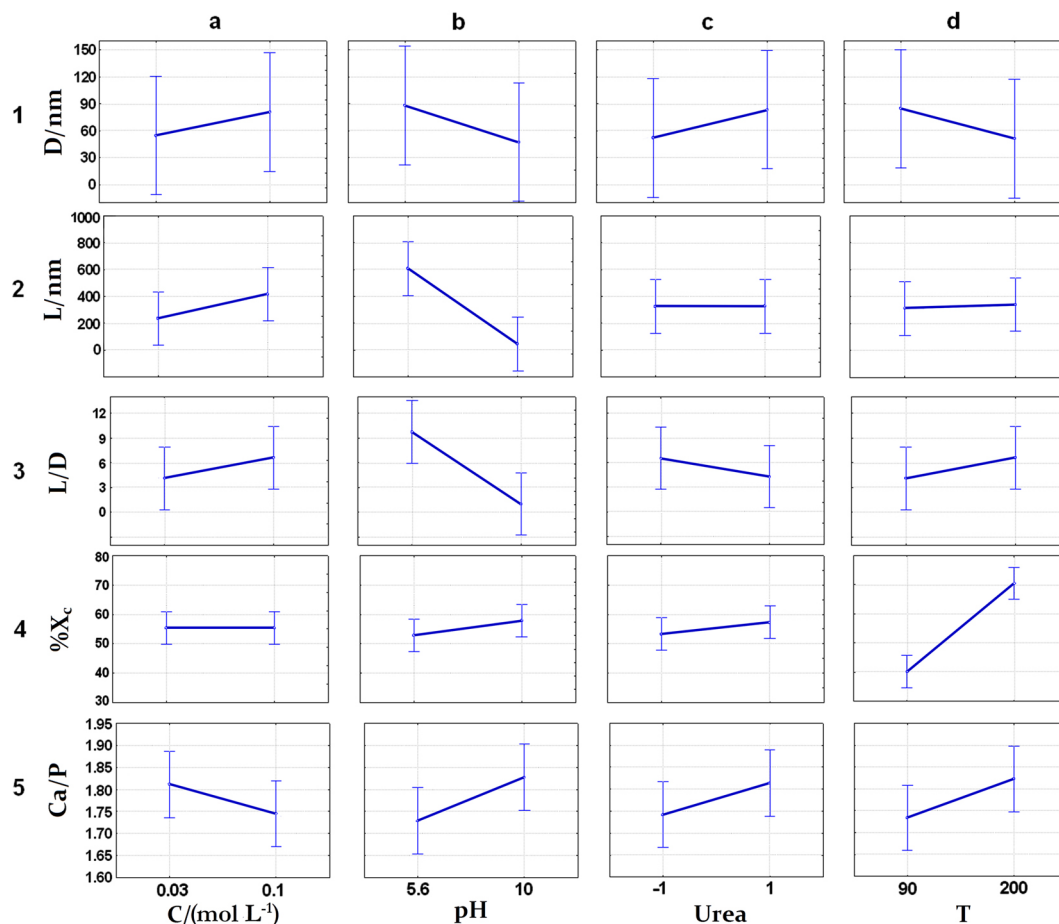 a b c d
1 D/nm 150 120 90 60 30 0
2 L/nm 1000 800 600 400 200 0
3 L/D 12 9 6 3 0
4 %Xc 80 70 60 50 40 30
5 Ca/P 1.95 1.90 1.85 1.80 1.75 1.70 1.65 1.60
0.03 0.1 5.6 10 -1 1 90 200
C/(mol L⁻¹) pH Urea T